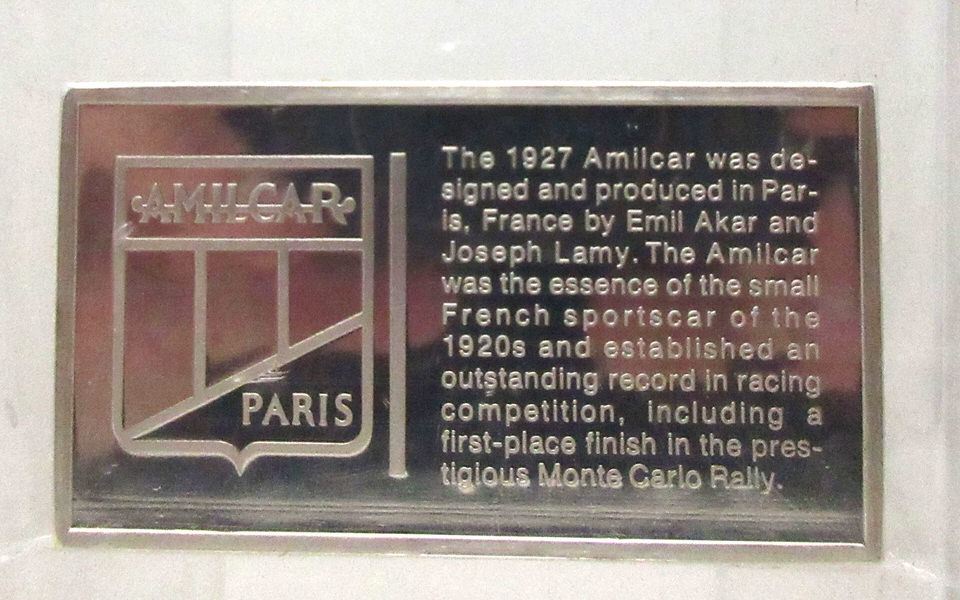 AMILCAR
PARIS
The 1927 Amilcar was de-
signed and produced in Par-
is, France by Emil Akar and
Joseph Lamy. The Amilcar
was the essence of the small
French sportscar of the
1920s and established an
outstanding record in racing
competition, including a
first-place finish in the pres-
tigious Monte Carlo Rally.